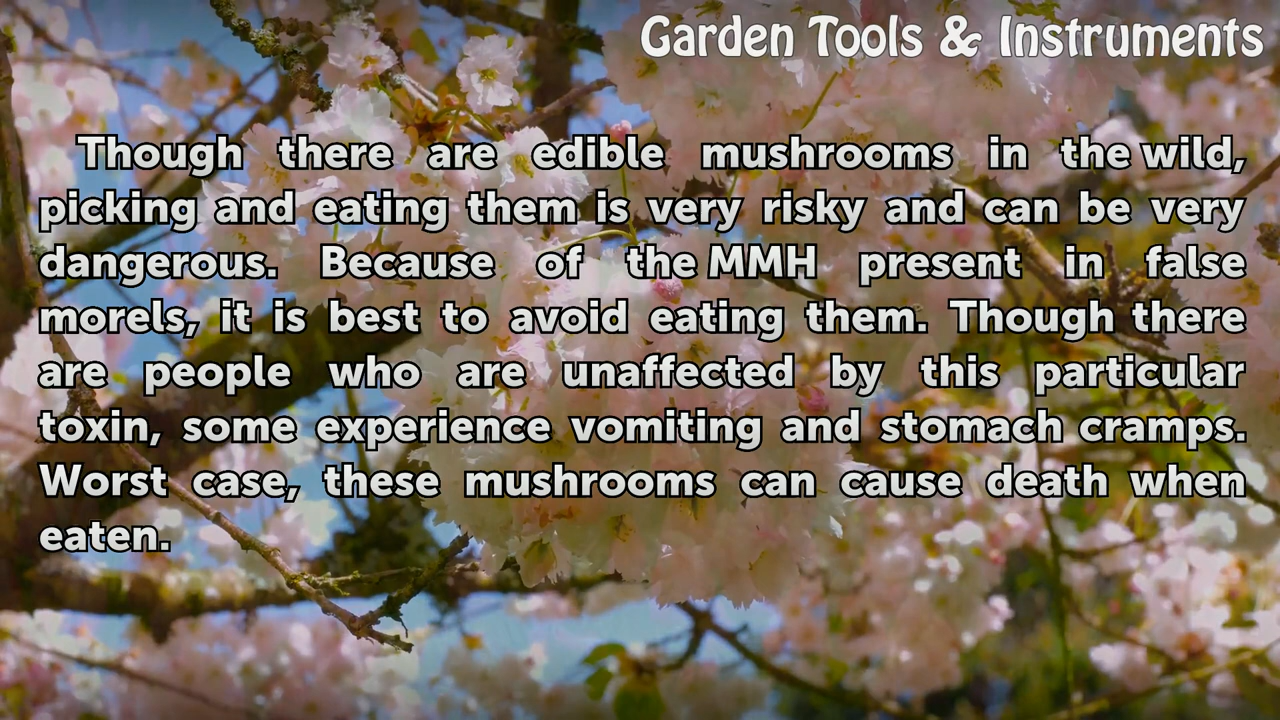 Garden Tools & Instruments
Though there are edible mushrooms in the wild,
picking and eating them is very risky and can be very
dangerous. Because of the MMH present in false
morels, it is best to avoid eating them. Though there
are people who are unaffected by this particular
toxin, some experience vomiting and stomach cramps.
Worst case, these mushrooms can cause death when
eaten.